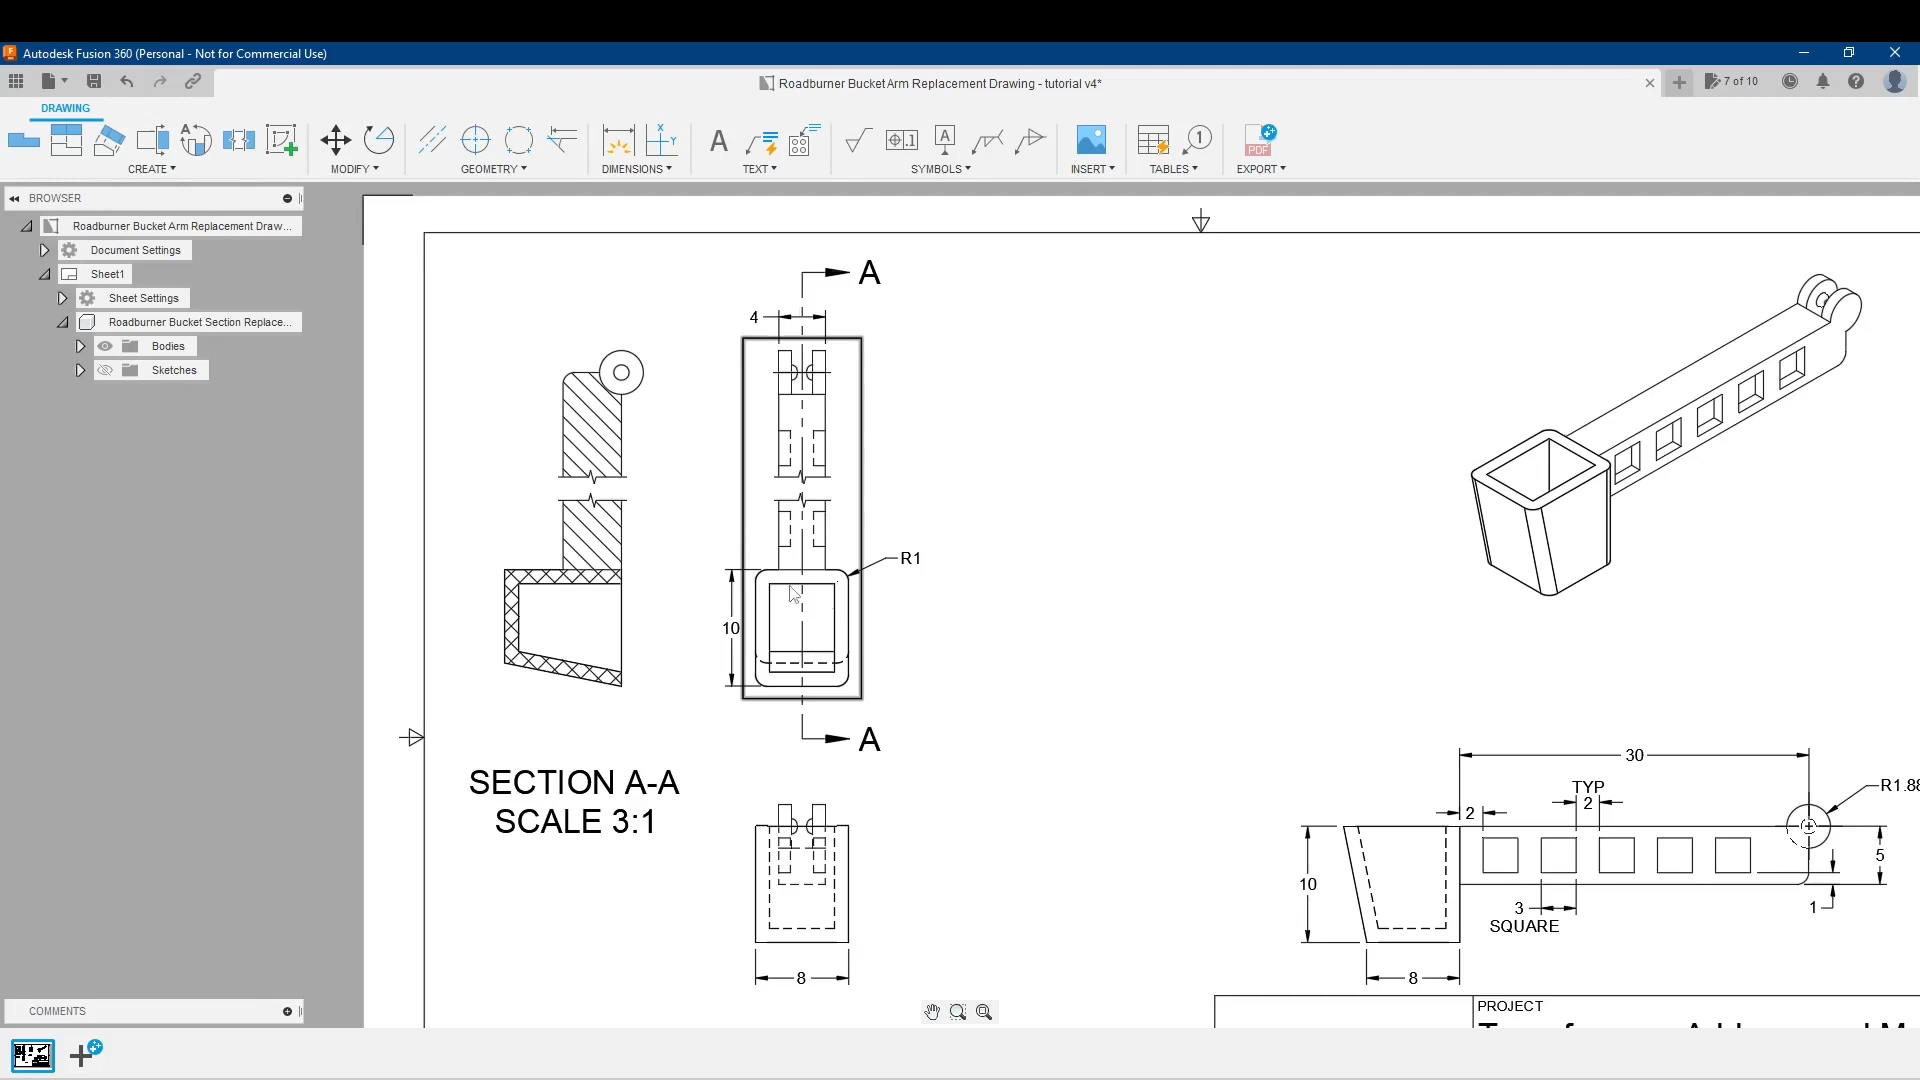 Autodesk Fusion 360 (Personal - Not for Commercial Use)
Roadburner Bucket Arm Replacement Drawing - tutorial v4*
7 of 10
DRAWING
CREATE
MODIFY
GEOMETRY
DIMENSIONS
TEXT
SYMBOLS
INSERT
TABLES
EXPORT
BROWSER
Roadburner Bucket Arm Replacement Draw...
Document Settings
Sheet1
Sheet Settings
Roadburner Bucket Section Replace...
Bodies
Sketches
A
4
R1
10
A
SECTION A-A
SCALE 3:1
8
30
TYP
2
2
R1.88
5
10
3
SQUARE
1
8
PROJECT
COMMENTS